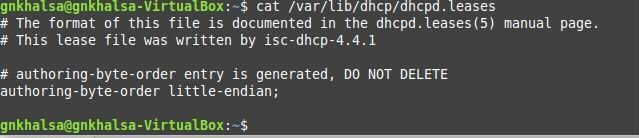 gnkhalsa@gnkhalsa-VirtualBox:~$ cat /var/lib/dhcp/dhcpd.leases
# The format of this file is documented in the dhcpd.leases(5) manual page.
# This lease file was written by isc-dhcp-4.4.1
# authoring-byte-order entry is generated, DO NOT DELETE
authoring-byte-order little-endian;
gnkhalsa@gnkhalsa-VirtualBox:~$